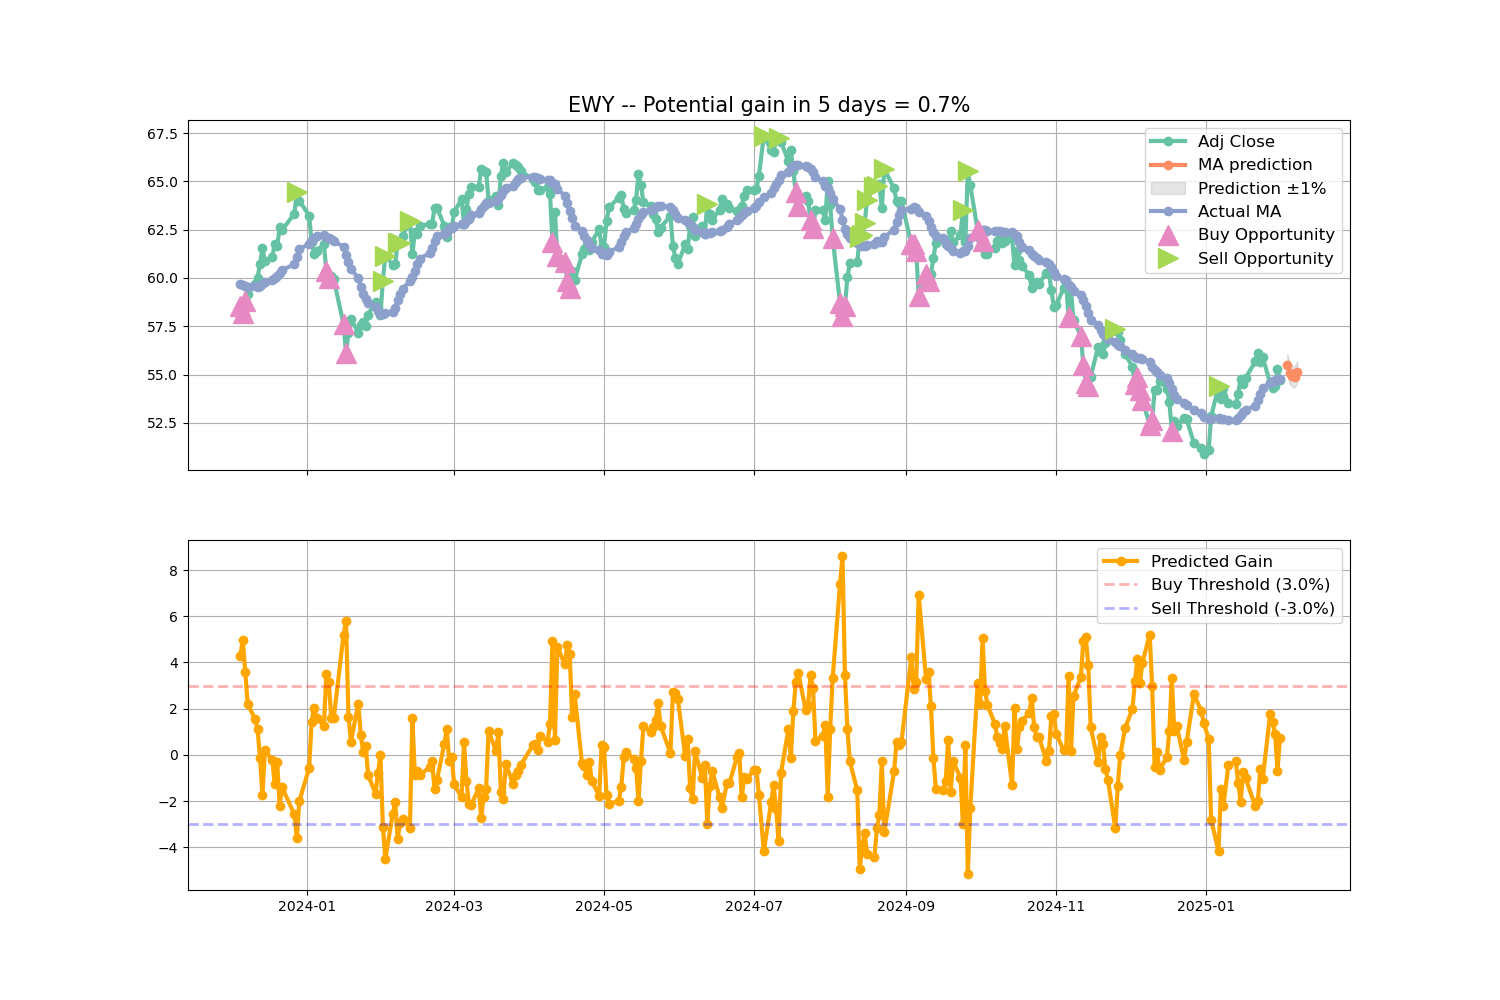 EWY -- Potential gain in 5 days = 0.7%
67.5
65.0
62.5
60.0
57.5
55.0
52.5
Adj Close
MA prediction
Prediction ±1%
Actual MA
Buy Opportunity
Sell Opportunity
8
6
4
2
0
−2
−4
Predicted Gain
Buy Threshold (3.0%)
Sell Threshold (-3.0%)
2024-01 2024-03 2024-05 2024-07 2024-09 2024-11 2025-01